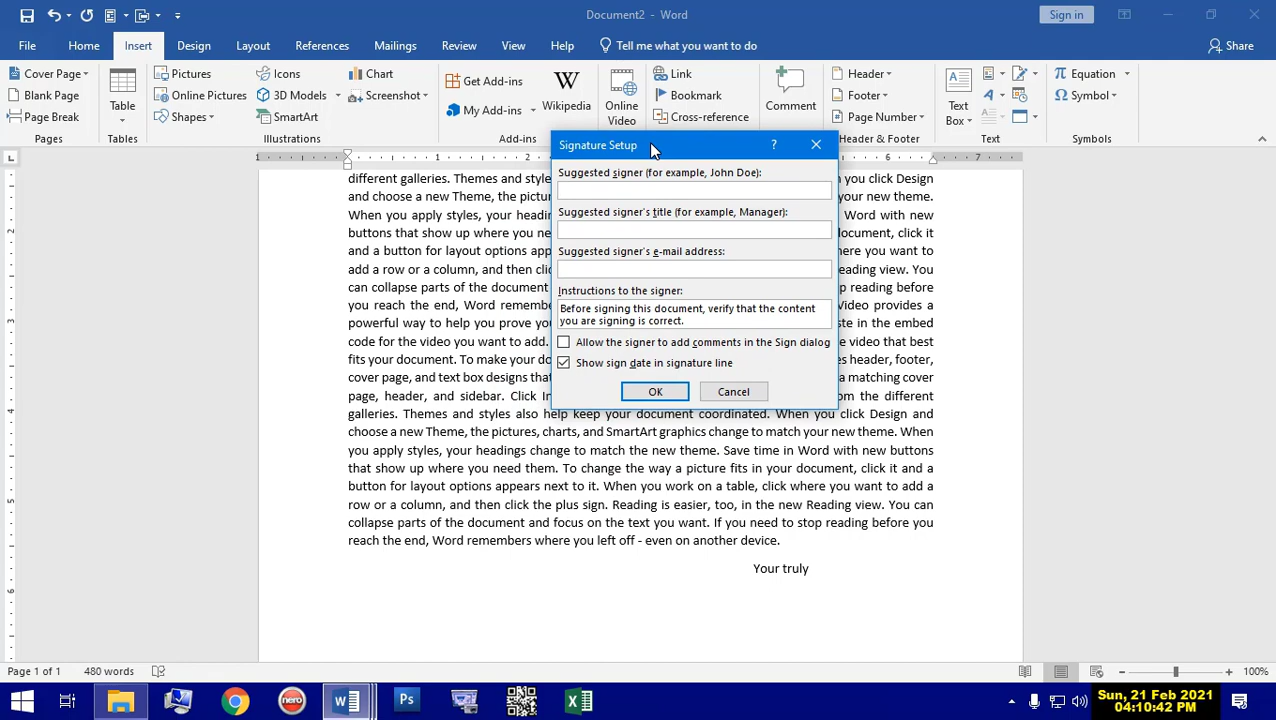 Document2 - Word
Sign in
File Home Insert Design Layout References Mailings Review View Help Tell me what you want to do Share
Cover Page
Blank Page
Page Break
Pages
Table
Tables
Pictures
Online Pictures
Shapes
Icons
3D Models
SmartArt
Chart
Screenshot
Illustrations
Get Add-ins
My Add-ins
Wikipedia
Add-ins
Online
Video
Link
Bookmark
Cross-reference
Comment
Header
Footer
Page Number
Header & Footer
Text
Box
Text
Equation
Symbol
Symbols
Signature Setup
Suggested signer (for example, John Doe):
Suggested signer's title (for example, Manager):
Suggested signer's e-mail address:
Instructions to the signer:
Before signing this document, verify that the content
you are signing is correct.
Allow the signer to add comments in the Sign dialog
Show sign date in signature line
OK Cancel
1 1 2 6 7
2
3
5
6
different galleries. Themes and styles you click Design
and choose a new Theme, the pictu your new theme.
When you apply styles, your headin Word with new
buttons that show up where you ne document, click it
and a button for layout options app where you want to
add a row or a column, and then clic eading view. You
can collapse parts of the document p reading before
you reach the end, Word remembe Video provides a
powerful way to help you prove you ste in the embed
code for the video you want to add. e video that best
fits your document. To make your do s header, footer,
cover page, and text box designs that a matching cover
page, header, and sidebar. Click In om the different
galleries. Themes and styles also help keep your document coordinated. When you click Design and
choose a new Theme, the pictures, charts, and SmartArt graphics change to match your new theme. When
you apply styles, your headings change to match the new theme. Save time in Word with new buttons
that show up where you need them. To change the way a picture fits in your document, click it and a
button for layout options appears next to it. When you work on a table, click where you want to add a
row or a column, and then click the plus sign. Reading is easier, too, in the new Reading view. You can
collapse parts of the document and focus on the text you want. If you need to stop reading before you
reach the end, Word remembers where you left off - even on another device.
Your truly
Page 1 of 1 480 words 100%
Sun, 21 Feb 2021
04:10:42 PM